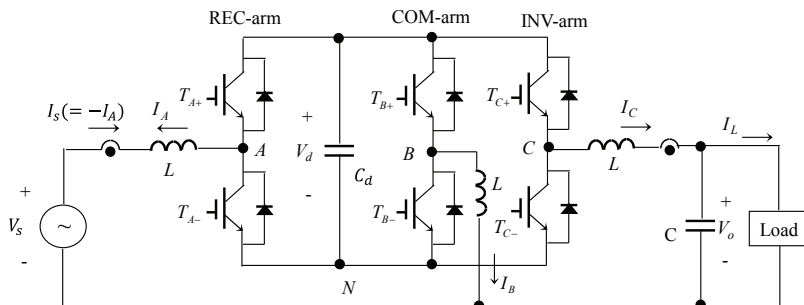 REC-arm COM-arm INV-arm
T_{A+} T_{B+} T_{C+}
I_s(= −I_A) I_A I_C I_L
+
A V_d B C
L C_d L L
-
+ V_s ~ -
T_{A−} T_{B−} T_{C−}
C + V_o - Load
N I_B